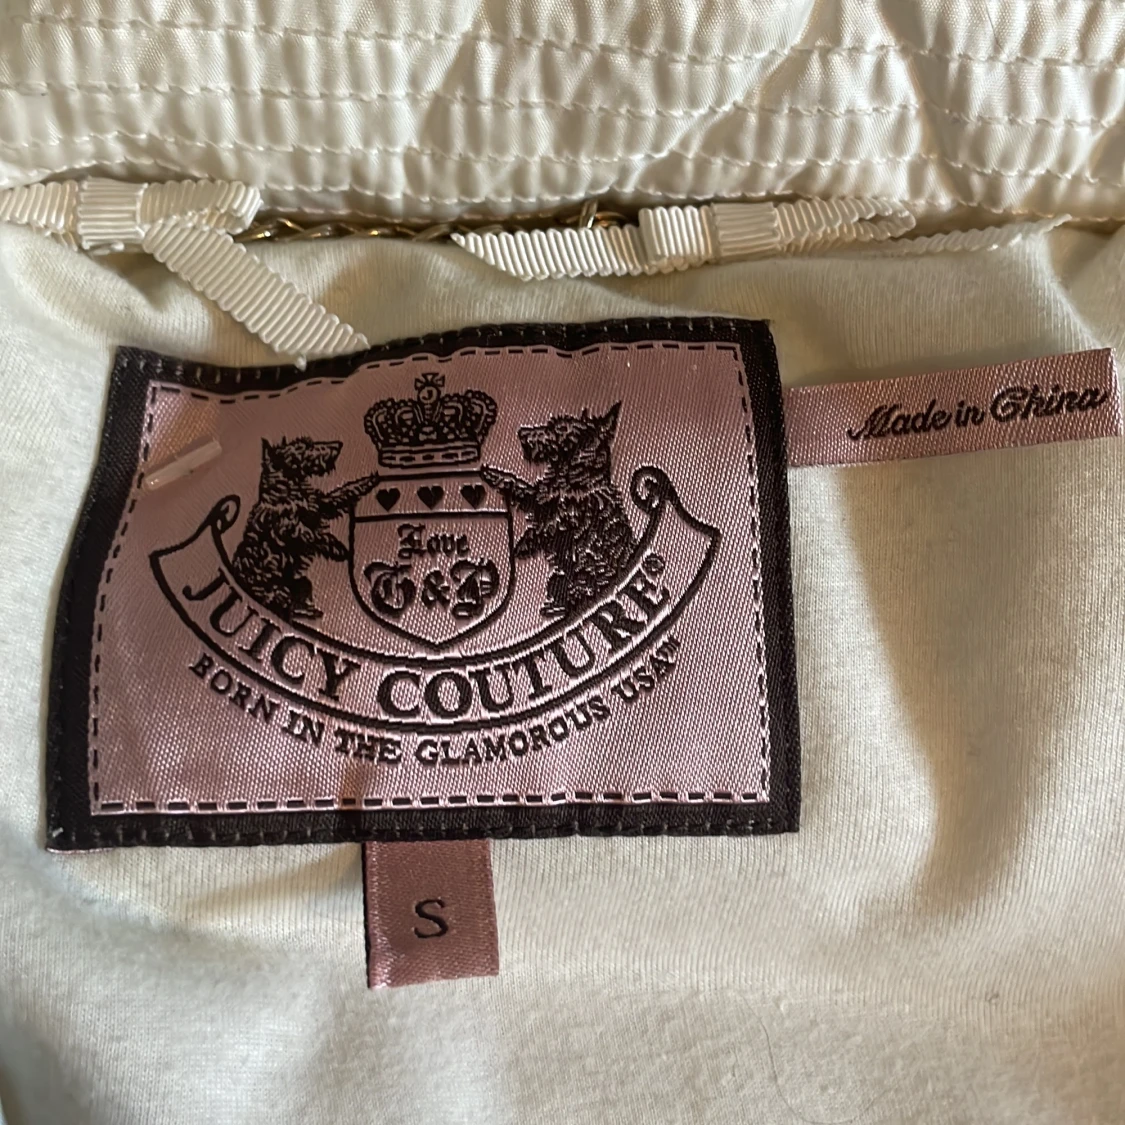 J
Love
G&P
JUICY COUTURE®
BORN IN THE GLAMOROUS USA™
Made in China
S